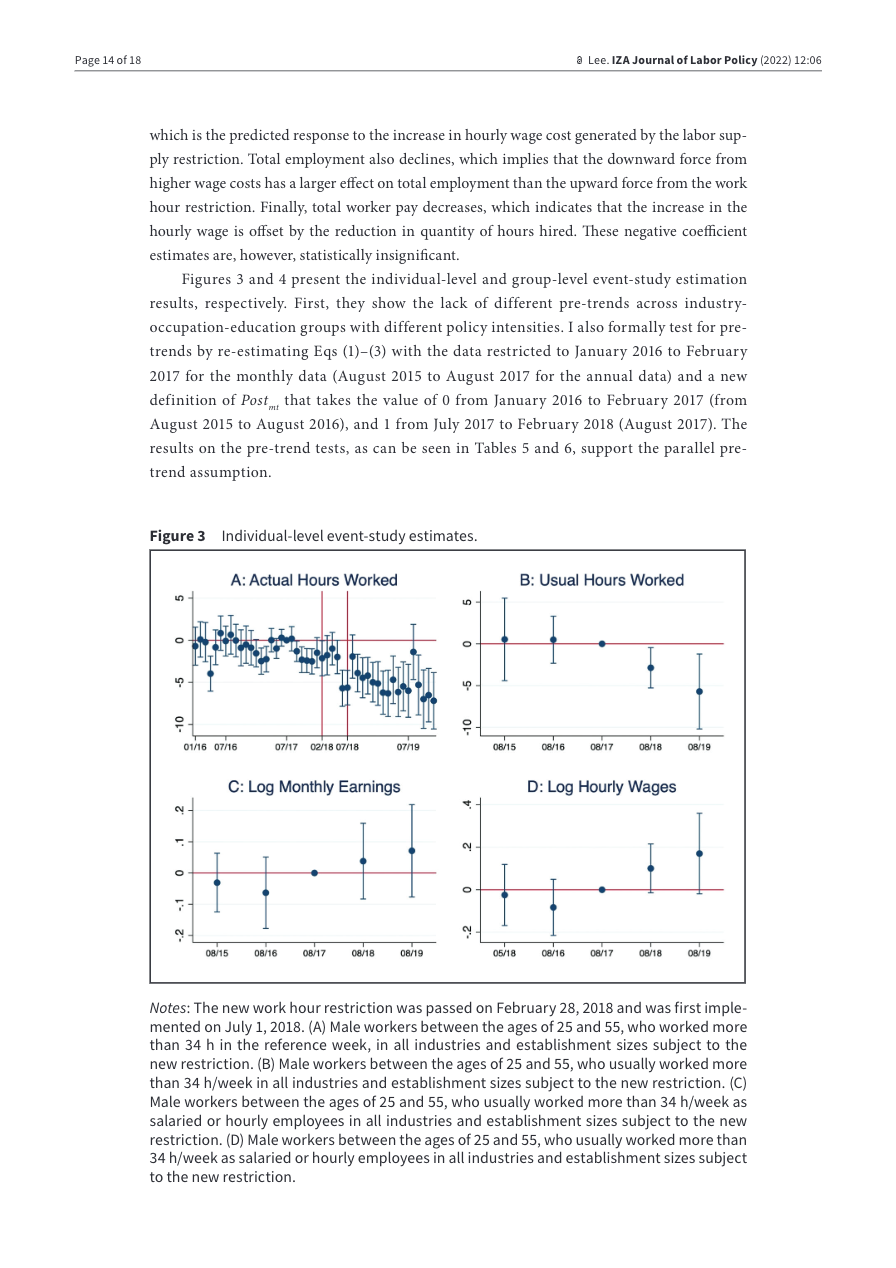 Page 14 of 18
Lee. IZA Journal of Labor Policy (2022) 12:06
which is the predicted response to the increase in hourly wage cost generated by the labor sup-
ply restriction. Total employment also declines, which implies that the downward force from
higher wage costs has a larger effect on total employment than the upward force from the work
hour restriction. Finally, total worker pay decreases, which indicates that the increase in the
hourly wage is offset by the reduction in quantity of hours hired. These negative coefficient
estimates are, however, statistically insignificant.
Figures 3 and 4 present the individual-level and group-level event-study estimation
results, respectively. First, they show the lack of different pre-trends across industry-
occupation-education groups with different policy intensities. I also formally test for pre-
trends by re-estimating Eqs (1)–(3) with the data restricted to January 2016 to February
2017 for the monthly data (August 2015 to August 2017 for the annual data) and a new
definition of Post_mt that takes the value of 0 from January 2016 to February 2017 (from
August 2015 to August 2016), and 1 from July 2017 to February 2018 (August 2017). The
results on the pre-trend tests, as can be seen in Tables 5 and 6, support the parallel pre-
trend assumption.
Figure 3 Individual-level event-study estimates.
A: Actual Hours Worked
5
0
-5
-10
01/16 07/16 07/17 02/18 07/18 07/19
B: Usual Hours Worked
5
0
-5
-10
08/15 08/16 08/17 08/18 08/19
C: Log Monthly Earnings
.2
.1
0
-.1
-.2
08/15 08/16 08/17 08/18 08/19
D: Log Hourly Wages
.4
.2
0
-.2
05/18 08/16 08/17 08/18 08/19
Notes: The new work hour restriction was passed on February 28, 2018 and was first imple-
mented on July 1, 2018. (A) Male workers between the ages of 25 and 55, who worked more
than 34 h in the reference week, in all industries and establishment sizes subject to the
new restriction. (B) Male workers between the ages of 25 and 55, who usually worked more
than 34 h/week in all industries and establishment sizes subject to the new restriction. (C)
Male workers between the ages of 25 and 55, who usually worked more than 34 h/week as
salaried or hourly employees in all industries and establishment sizes subject to the new
restriction. (D) Male workers between the ages of 25 and 55, who usually worked more than
34 h/week as salaried or hourly employees in all industries and establishment sizes subject
to the new restriction.